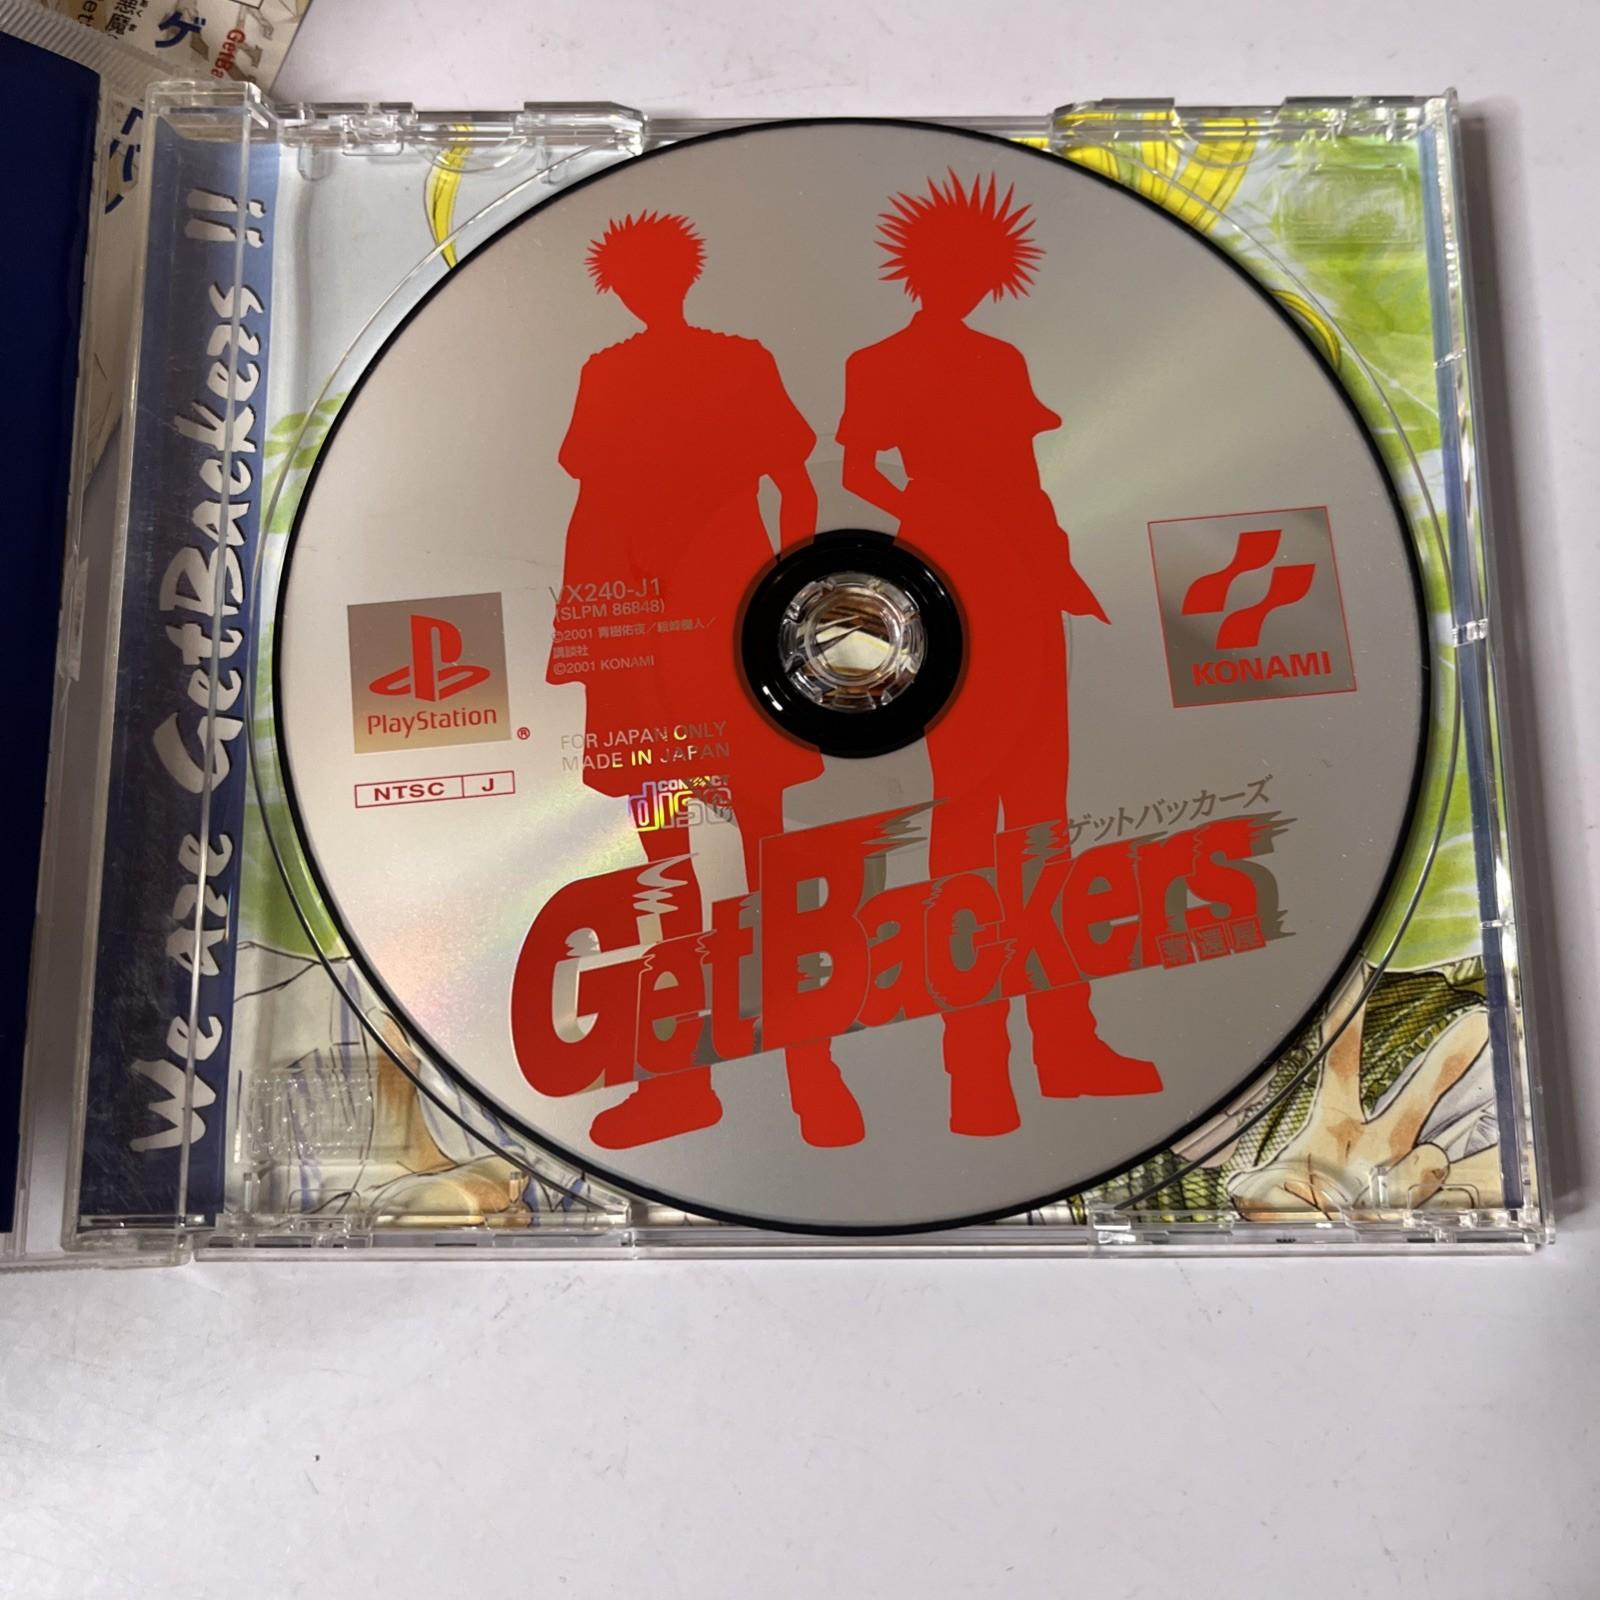 We are GetBackers !!
VX240-J1
(SLPM 86848)
©2001 青樹佑夜／絵峰欄人／
講談社
©2001 KONAMI
PlayStation
®
NTSC J
FOR JAPAN ONLY
MADE IN JAPAN
COMPACT
disc
KONAMI
ゲットバッカーズ
GetBackers
奪還屋
ゲ